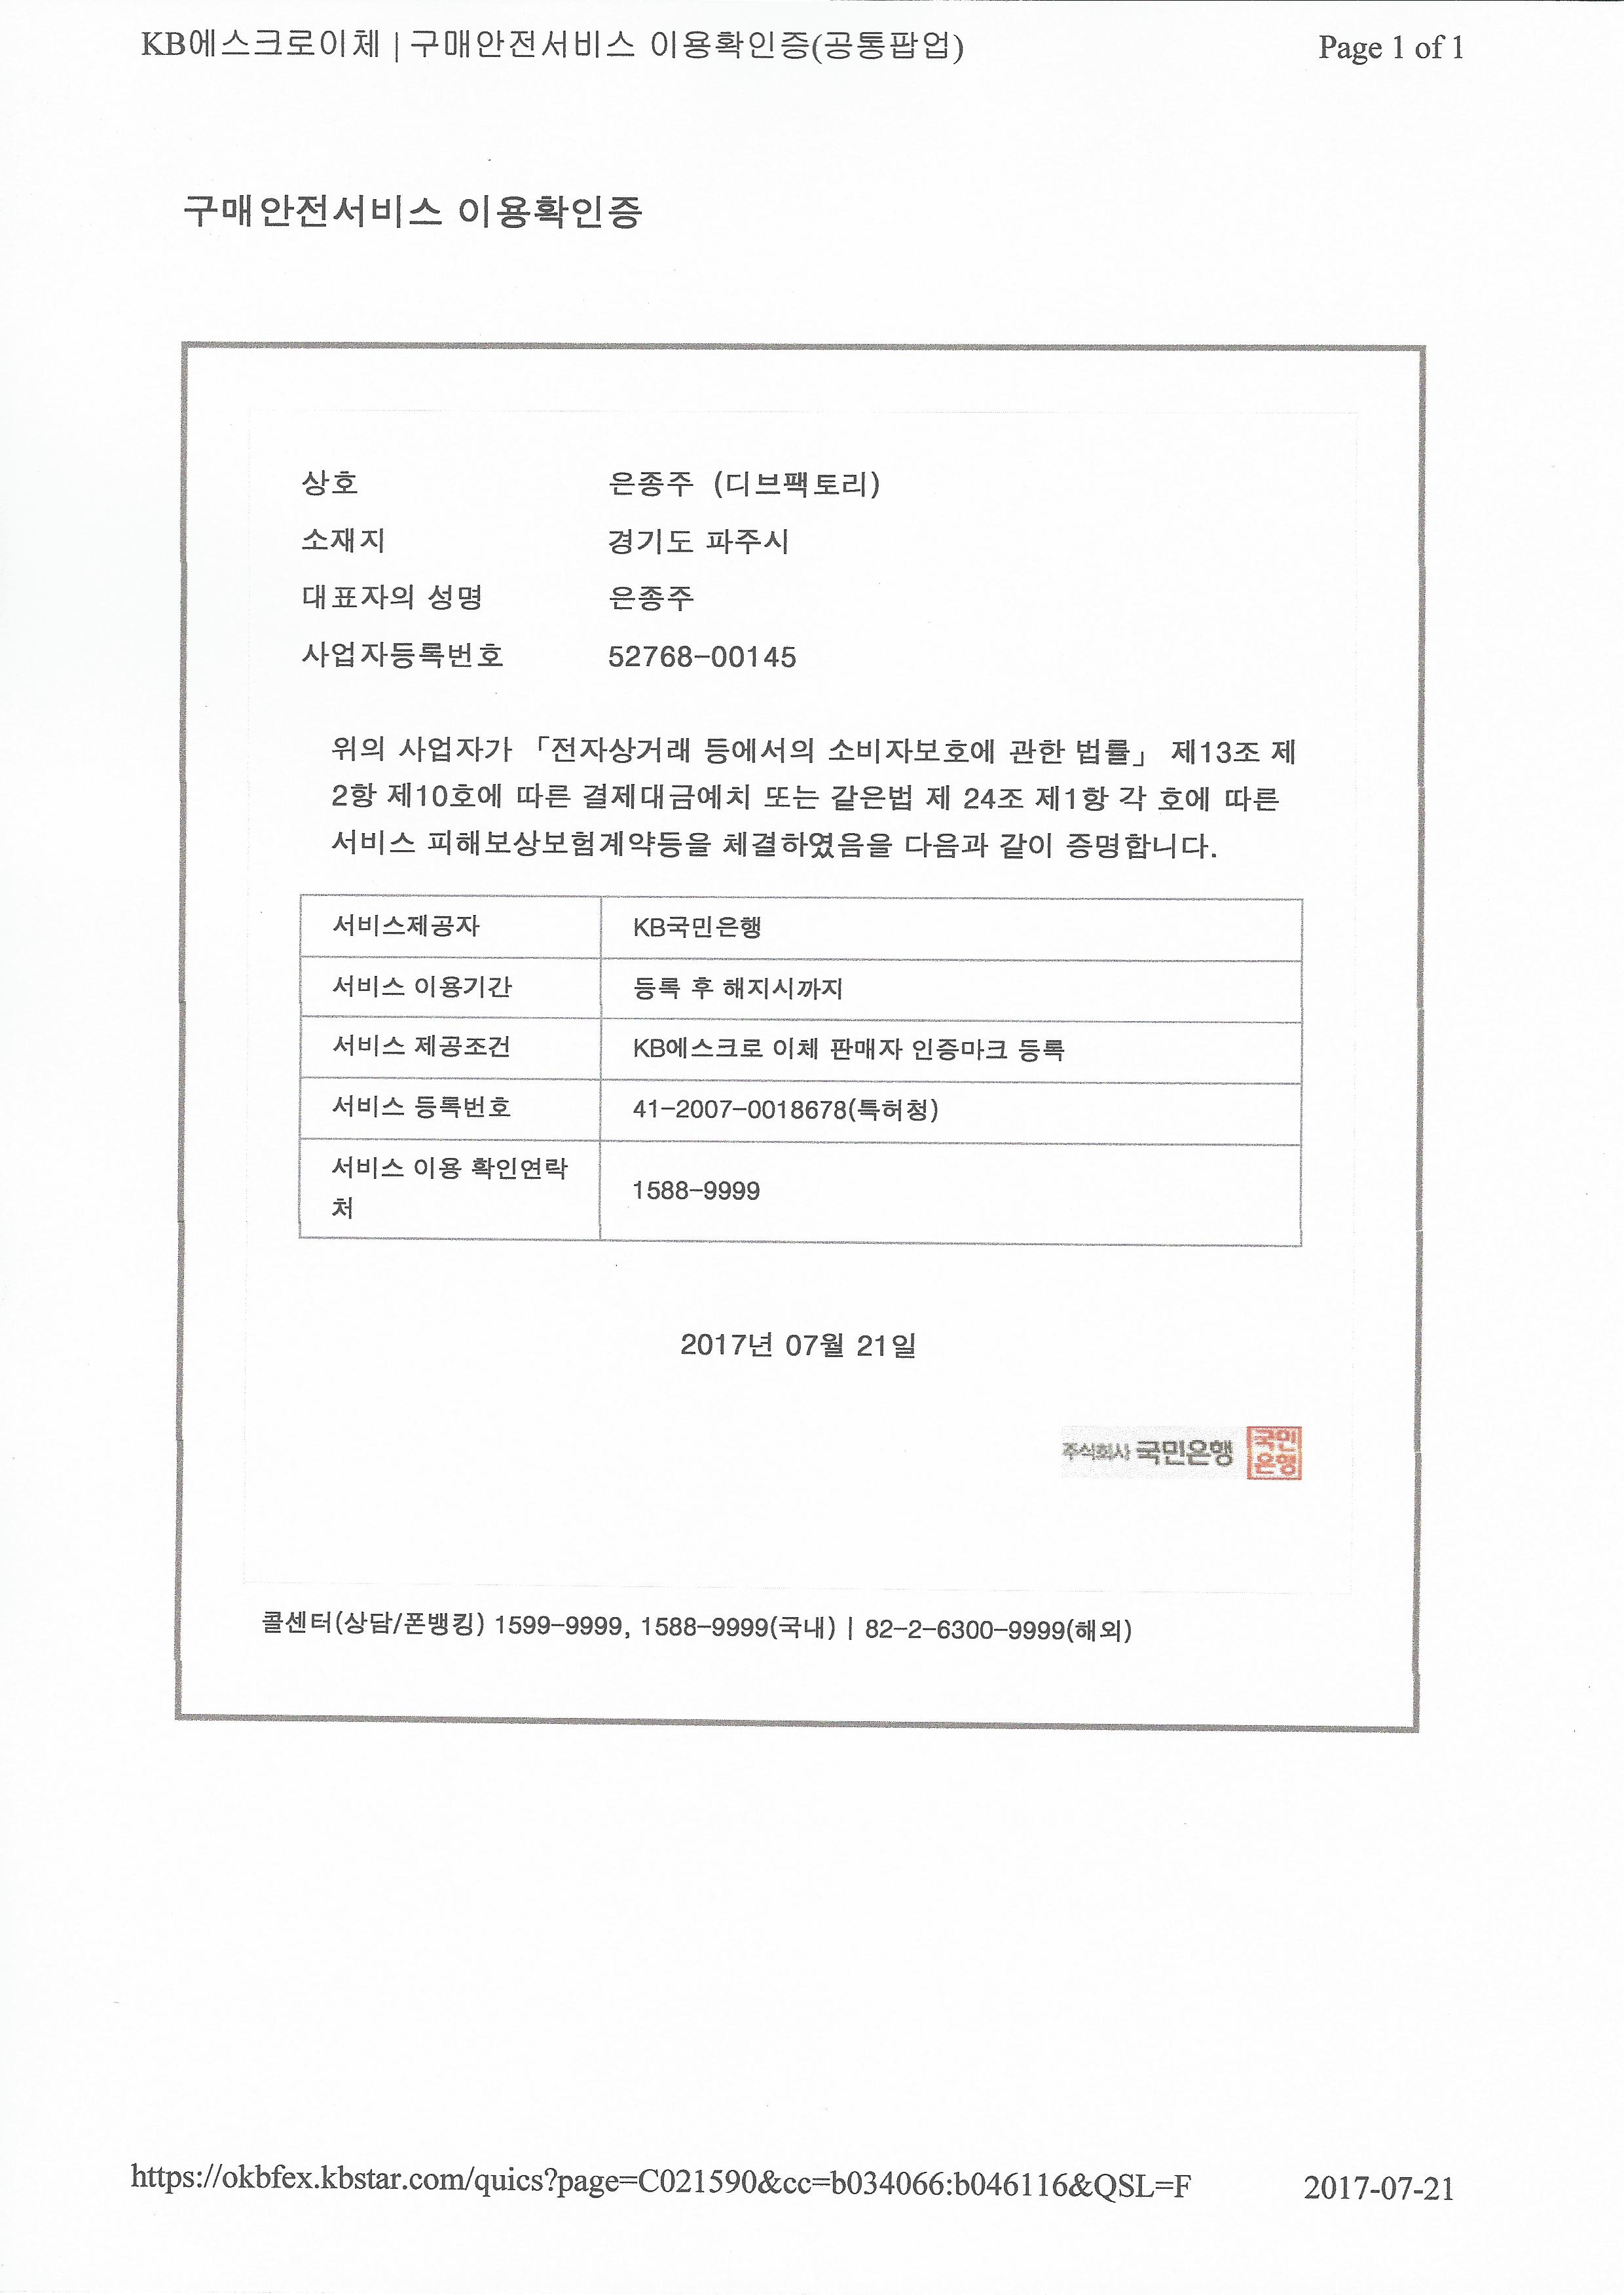 KB에스크로이체 | 구매안전서비스 이용확인증(공통팝업) Page 1 of 1
구매안전서비스 이용확인증
상호 은종주 (디브팩토리)
소재지 경기도 파주시
대표자의 성명 은종주
사업자등록번호 52768-00145
위의 사업자가 「전자상거래 등에서의 소비자보호에 관한 법률」 제13조 제
2항 제10호에 따른 결제대금예치 또는 같은법 제 24조 제1항 각 호에 따른
서비스 피해보상보험계약등을 체결하였음을 다음과 같이 증명합니다.
서비스제공자 KB국민은행
서비스 이용기간 등록 후 해지시까지
서비스 제공조건 KB에스크로 이체 판매자 인증마크 등록
서비스 등록번호 41-2007-0018678(특허청)
서비스 이용 확인연락
처 1588-9999
2017년 07월 21일
주식회사 국민은행 국민
은행
콜센터(상담/폰뱅킹) 1599-9999, 1588-9999(국내) | 82-2-6300-9999(해외)
https://okbfex.kbstar.com/quics?page=C021590&cc=b034066:b046116&QSL=F 2017-07-21